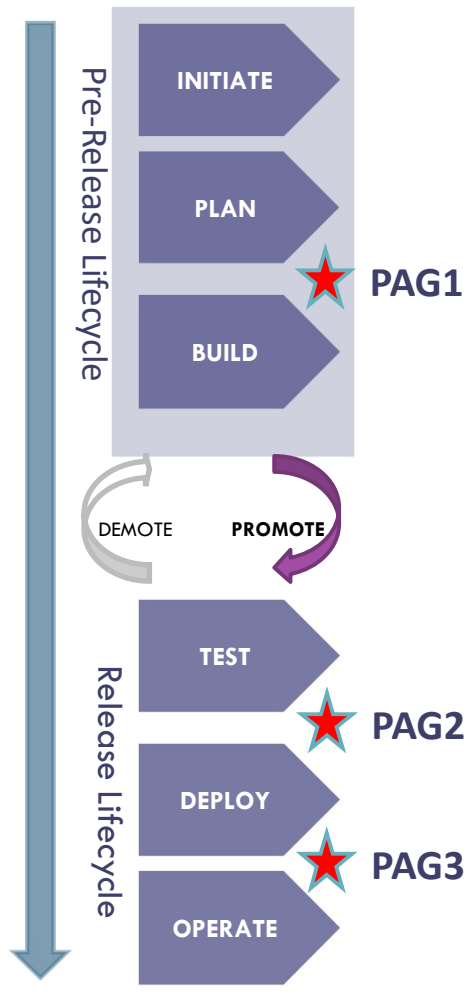 Pre-Release Lifecycle
INITIATE
PLAN
PAG1
BUILD
DEMOTE
PROMOTE
Release Lifecycle
TEST
PAG2
DEPLOY
PAG3
OPERATE